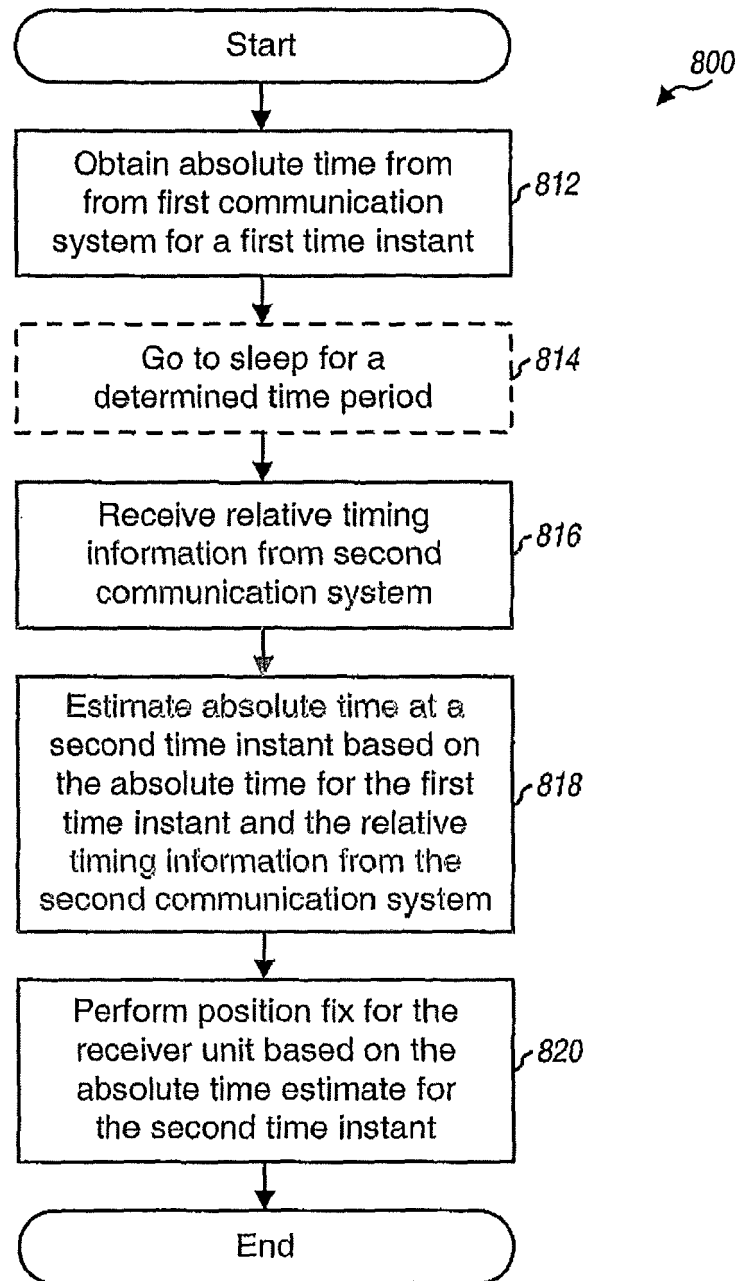 Start
800
Obtain absolute time from
from first communication
system for a first time instant
812
Go to sleep for a
determined time period
814
Receive relative timing
information from second
communication system
816
Estimate absolute time at a
second time instant based on
the absolute time for the first
time instant and the relative
timing information from the
second communication system
818
Perform position fix for the
receiver unit based on the
absolute time estimate for
the second time instant
820
End